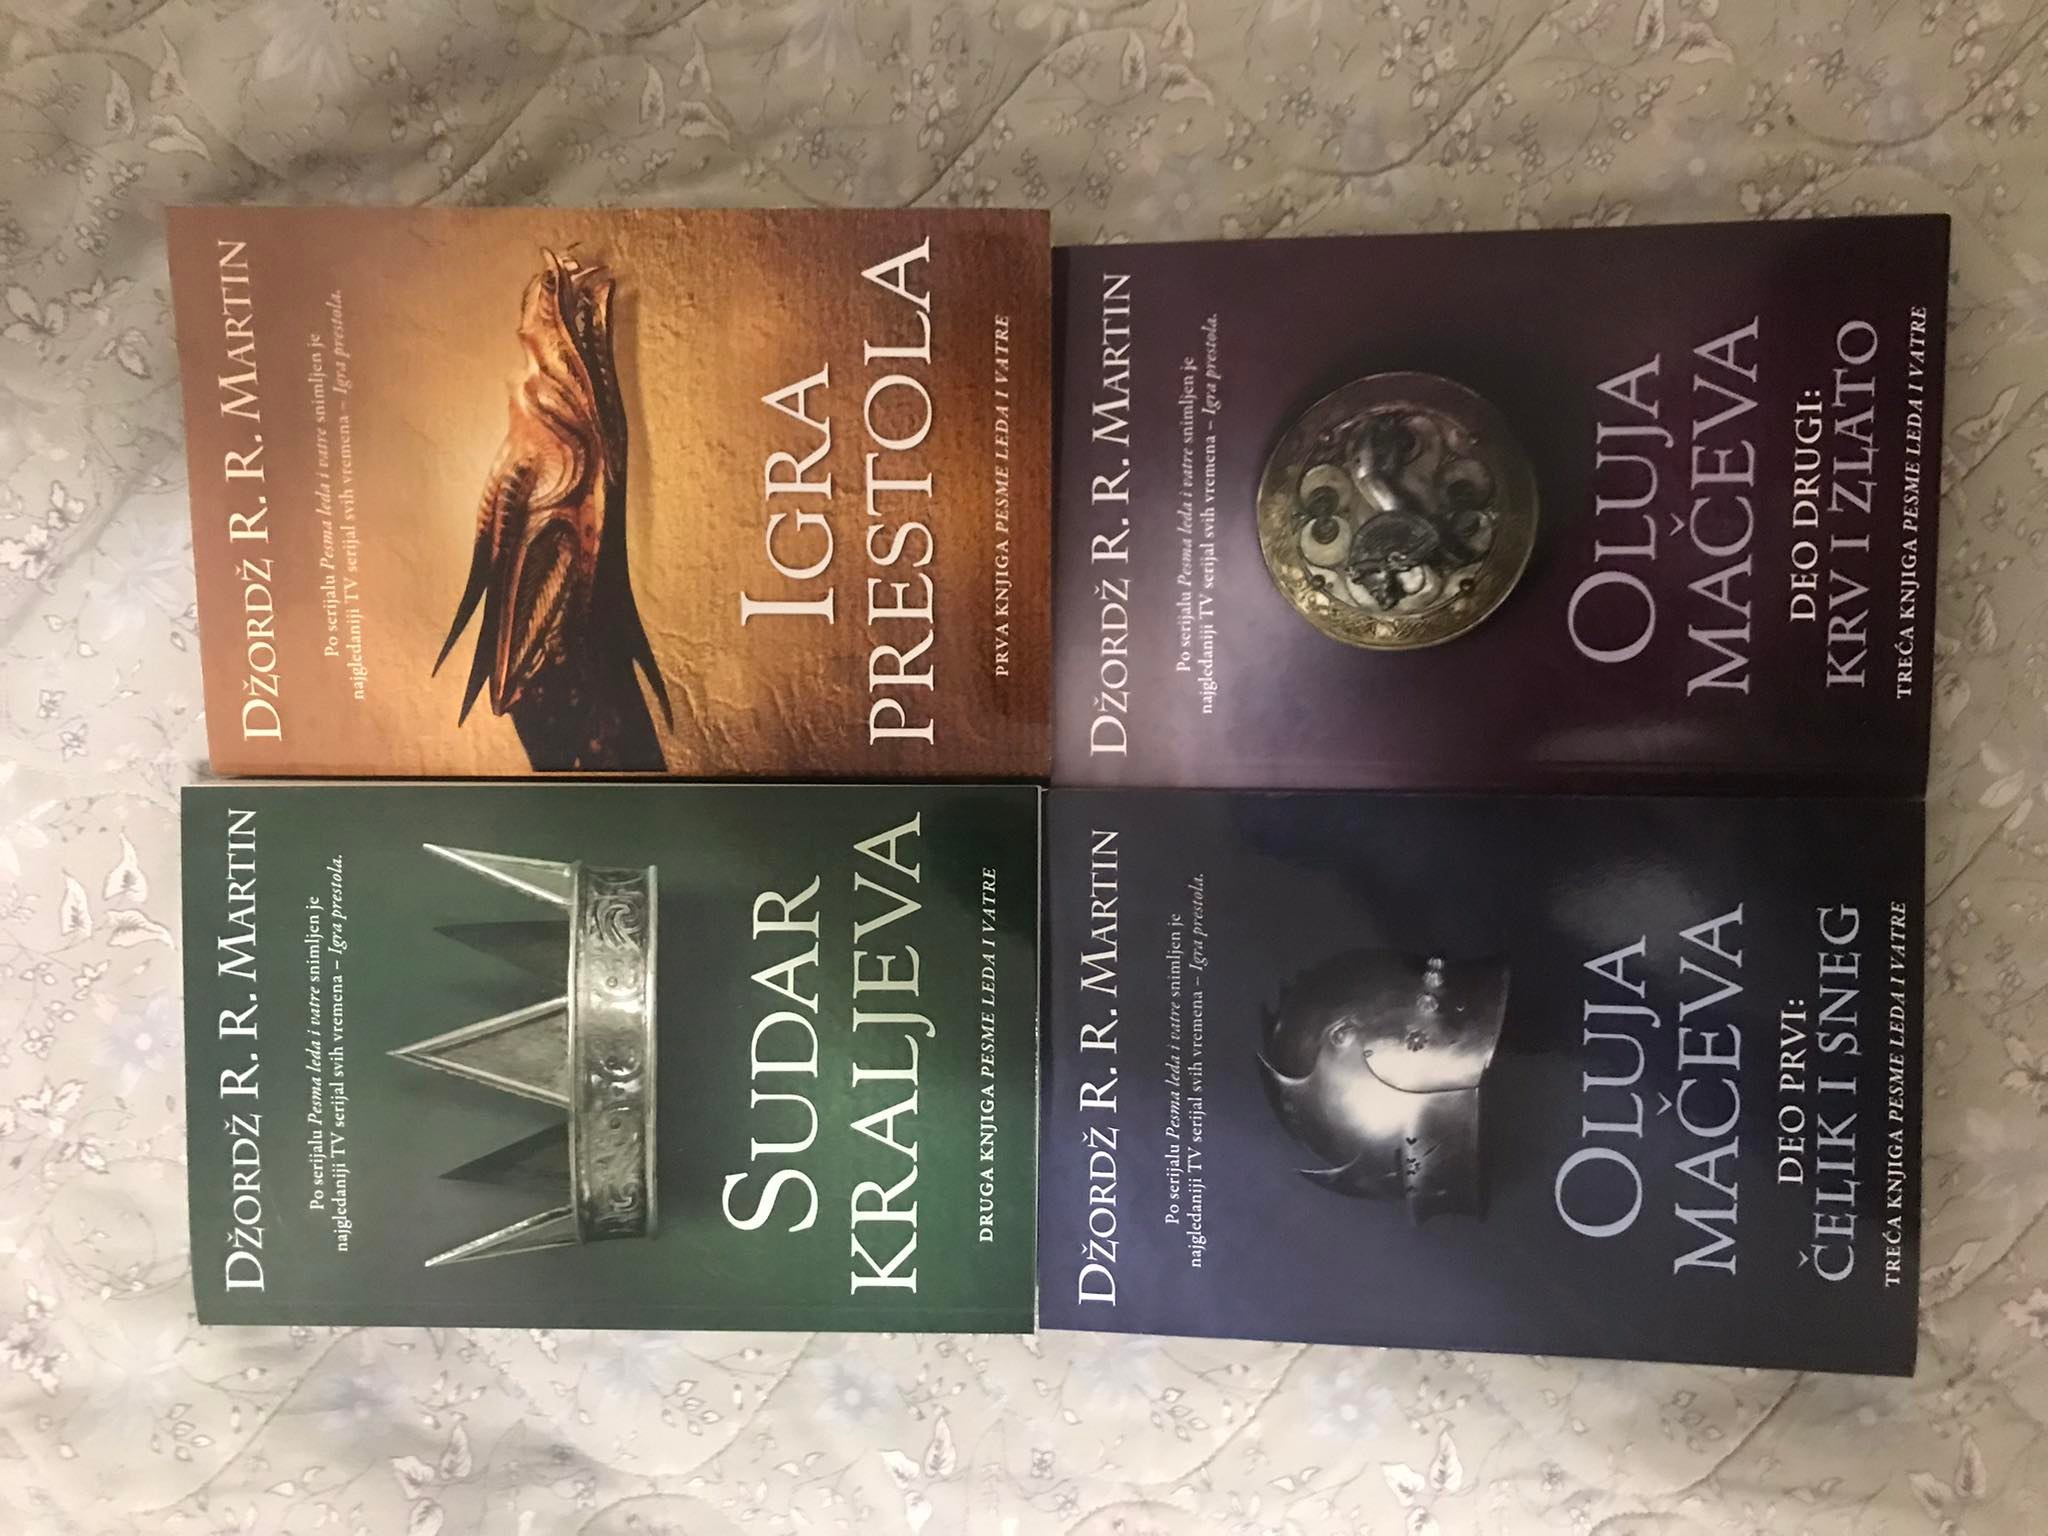 DŽORDŽ R. R. MARTIN
Po serijalu Pesma leda i vatre snimljen je
najgledaniji TV serijal svih vremena – Igra prestola.
SUDAR
KRALJEVA
DRUGA KNJIGA PESME LEDA I VATRE
DŽORDŽ R. R. MARTIN
Po serijalu Pesma leda i vatre snimljen je
najgledaniji TV serijal svih vremena – Igra prestola.
IGRA
PRESTOLA
PRVA KNJIGA PESME LEDA I VATRE
DŽORDŽ R. R. MARTIN
Po serijalu Pesma leda i vatre snimljen je
najgledaniji TV serijal svih vremena – Igra prestola.
OLUJA
MAČEVA
DEO PRVI:
ČELIK I SNEG
TREĆA KNJIGA PESME LEDA I VATRE
DŽORDŽ R. R. MARTIN
Po serijalu Pesma leda i vatre snimljen je
najgledaniji TV serijal svih vremena – Igra prestola.
OLUJA
MAČEVA
DEO DRUGI:
KRV I ZLATO
TREĆA KNJIGA PESME LEDA I VATRE